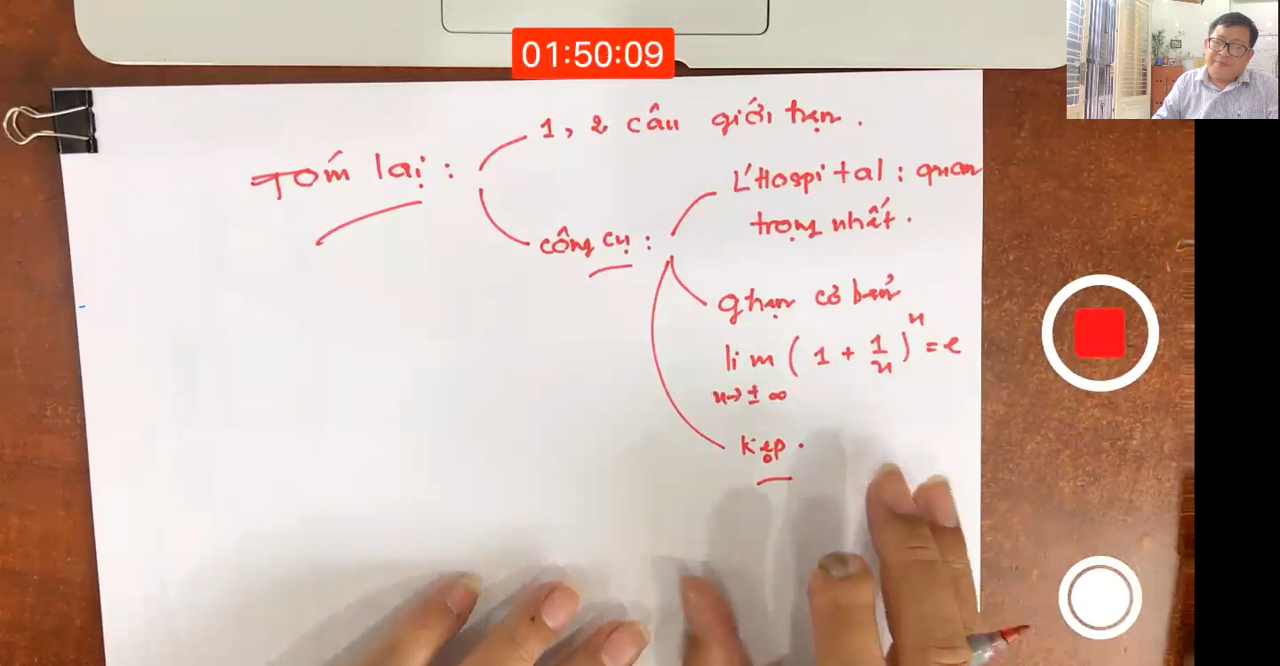 01:50:09
Tóm lại :
1, 2 câu giới hạn.
công cụ :
L'Hospital : quan
trọng nhất.
ghạn cơ bản
lim ( 1 + 1/x )^x = e
x→±∞
kẹp.